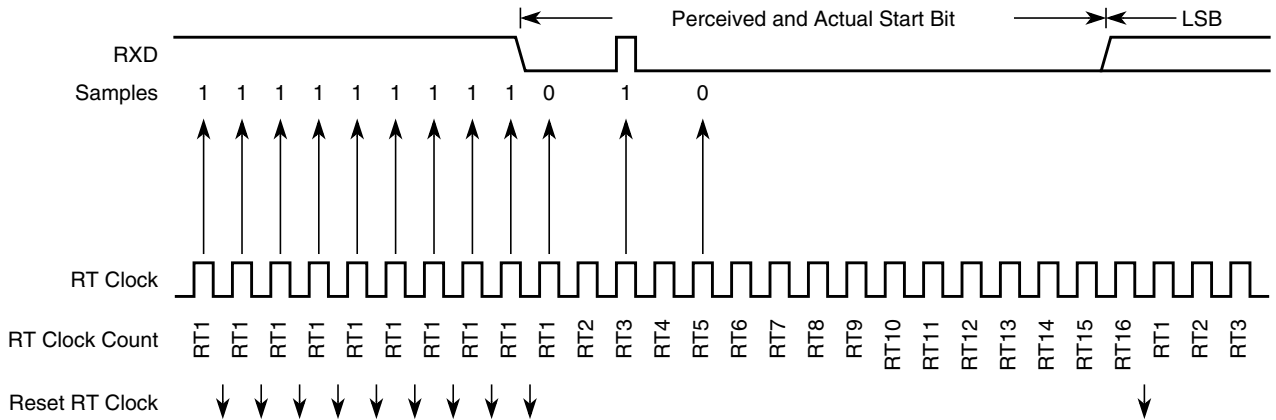 Perceived and Actual Start Bit LSB
RXD
Samples 1 1 1 1 1 1 1 1 1 0 1 0
RT Clock
RT Clock Count RT1 RT1 RT1 RT1 RT1 RT1 RT1 RT1 RT1 RT1 RT2 RT3 RT4 RT5 RT6 RT7 RT8 RT9 RT10 RT11 RT12 RT13 RT14 RT15 RT16 RT1 RT2 RT3
Reset RT Clock